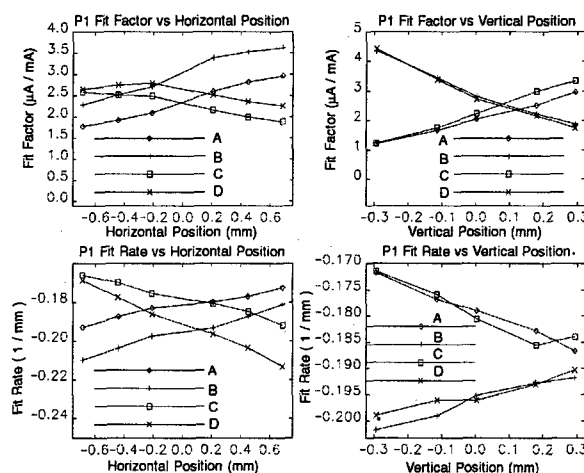 P1 Fit Factor vs Horizontal Position
Fit Factor (µA / mA)
4.0
3.5
3.0
2.5
2.0
1.5
1.0
0.5
0.0
A
B
C
D
-0.6-0.4-0.2 0.0 0.2 0.4 0.6
Horizontal Position (mm)
P1 Fit Factor vs Vertical Position
Fit Factor (µA / mA)
5
4
3
2
1
0
A
B
C
D
-0.3 -0.2 -0.1 0.0 0.1 0.2 0.3
Vertical Position (mm)
P1 Fit Rate vs Horizontal Position
Fit Rate ( 1 / mm)
-0.18
-0.20
-0.22
-0.24
A
B
C
D
-0.6-0.4-0.2 0.0 0.2 0.4 0.6
Horizontal Position (mm)
P1 Fit Rate vs Vertical Position
Fit Rate ( 1 / mm)
-0.170
-0.175
-0.180
-0.185
-0.190
-0.195
-0.200
A
B
C
D
-0.3 -0.2 -0.1 0.0 0.1 0.2 0.3
Vertical Position (mm)